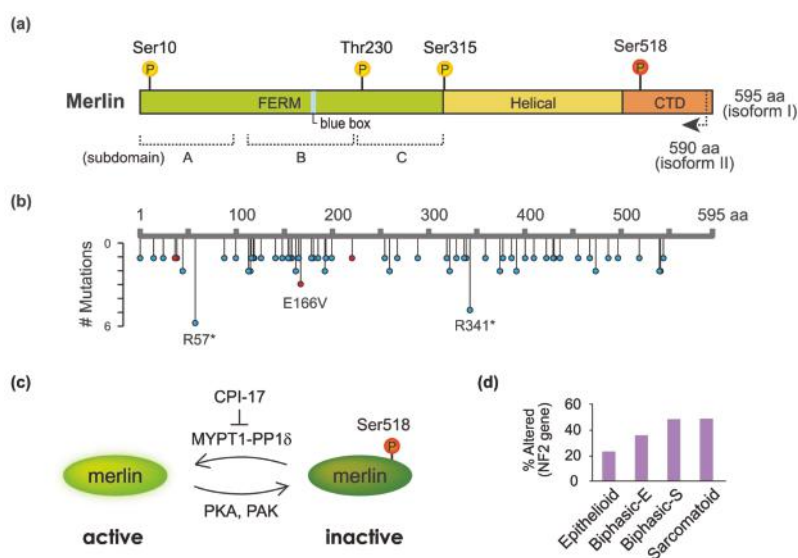 (a)
Ser10 Thr230 Ser315 Ser518
P P P P
Merlin FERM Helical CTD 595 aa
(isoform I)
blue box
(subdomain) A B C
590 aa
(isoform II)
(b)
1 100 200 300 400 500 595 aa
# Mutations
0
6
E166V
R57*
R341*
(c)
CPI-17
MYPT1-PP1δ
Ser518
P
merlin merlin
PKA, PAK
active inactive
(d)
% Altered
(NF2 gene)
60
40
20
0
Epithelioid
Biphasic-E
Biphasic-S
Sarcomatoid